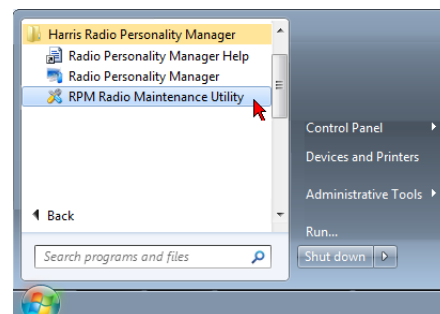 Harris Radio Personality Manager
Radio Personality Manager Help
Radio Personality Manager
RPM Radio Maintenance Utility
Back
Search programs and files
Control Panel
Devices and Printers
Administrative Tools
Run...
Shut down